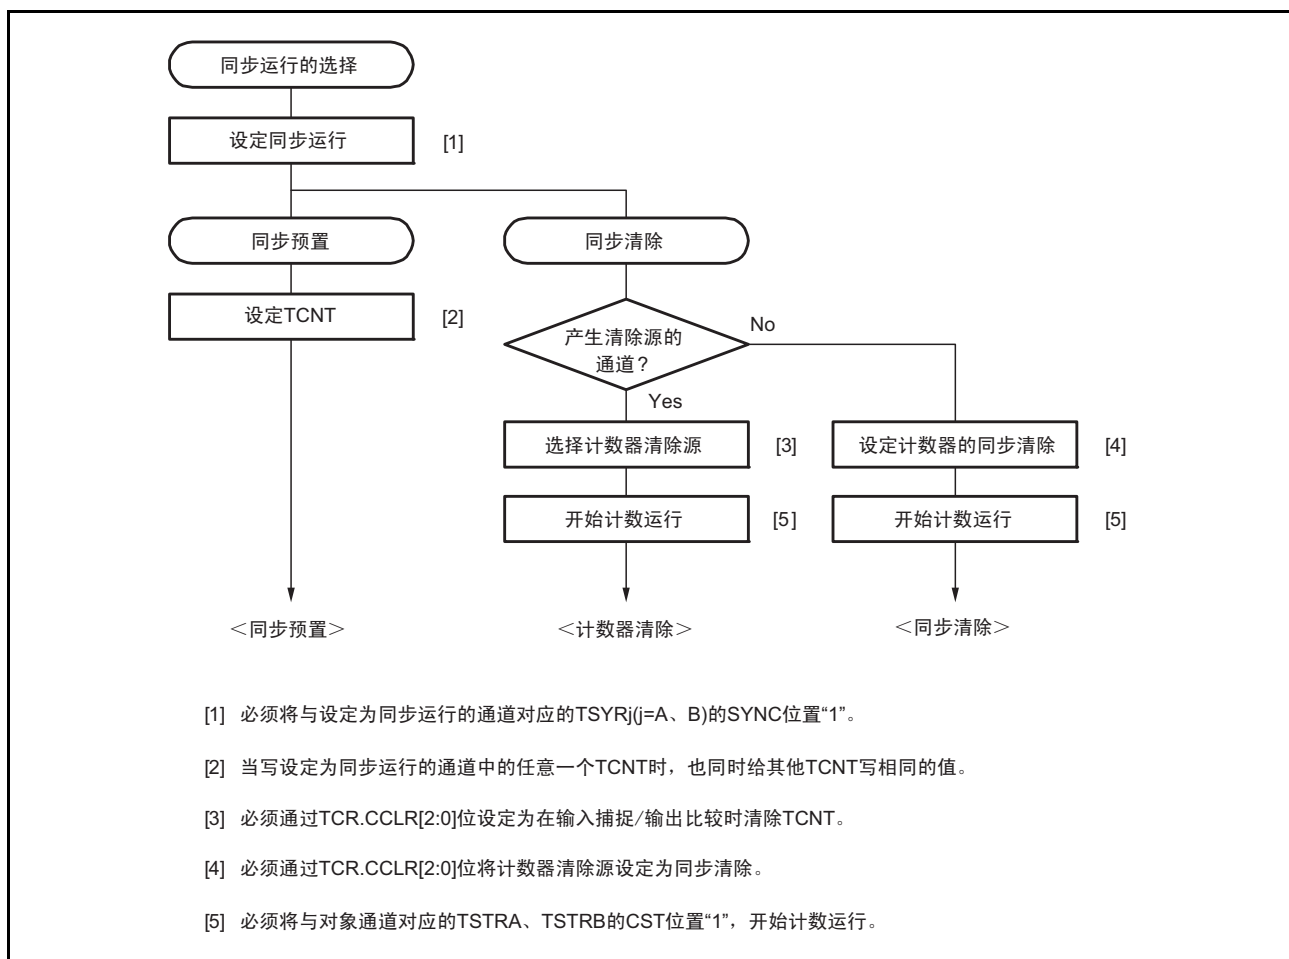 同步运行的选择
设定同步运行 [1]
同步预置 同步清除
设定TCNT [2]
产生清除源的
通道？
No
Yes
选择计数器清除源 [3] 设定计数器的同步清除 [4]
开始计数运行 [5] 开始计数运行 [5]
＜同步预置＞ ＜计数器清除＞ ＜同步清除＞
[1] 必须将与设定为同步运行的通道对应的TSYRj(j=A、B)的SYNC位置“1”。
[2] 当写设定为同步运行的通道中的任意一个TCNT时，也同时给其他TCNT写相同的值。
[3] 必须通过TCR.CCLR[2:0]位设定为在输入捕捉/输出比较时清除TCNT。
[4] 必须通过TCR.CCLR[2:0]位将计数器清除源设定为同步清除。
[5] 必须将与对象通道对应的TSTRA、TSTRB的CST位置“1”，开始计数运行。